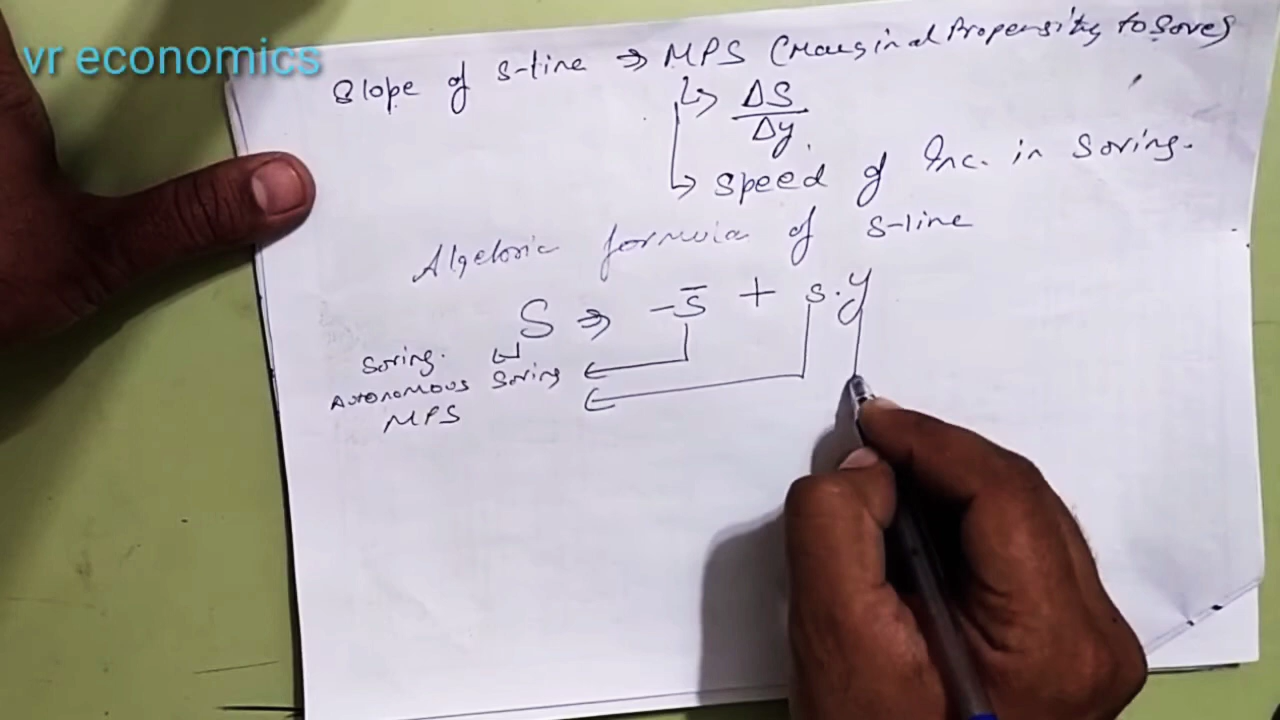 vr economics
Slope of S-line ⇒ MPS (Marginal Propensity to Save)
↳ ΔS/Δy.
↳ Speed of Inc. in Saving.
Algebric formula of S-line
S ⇒ -s̄ + s.y
Saving.
Autonomous Saving
MPS